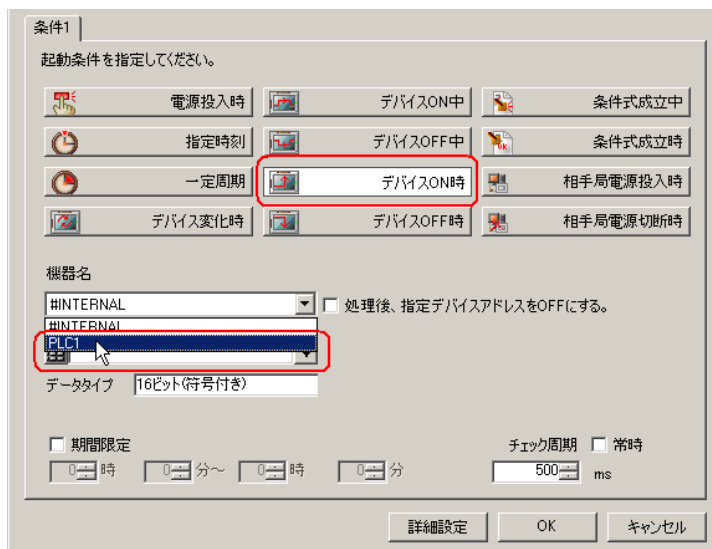 条件1
起動条件を指定してください。
電源投入時 デバイスON中 条件式成立中
指定時刻 デバイスOFF中 条件式成立時
一定周期 デバイスON時 相手局電源投入時
デバイス変化時 デバイスOFF時 相手局電源切断時
機器名
#INTERNAL 処理後、指定デバイスアドレスをOFFにする。
#INTERNAL
PLC1
データタイプ 16ビット(符号付き)
期間限定 チェック周期 常時
0 時 0 分～ 0 時 0 分 500 ms
詳細設定 OK キャンセル